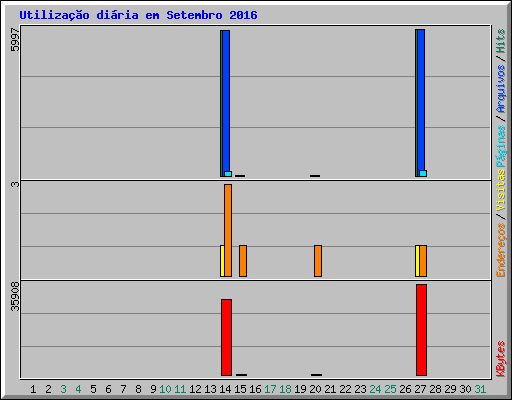 Utilização diária em Setembro 2016
5997
3
35908
KBytes
Endereços / Visitas
Páginas / Arquivos / Hits
1 2 3 4 5 6 7 8 9 10 11 12 13 14 15 16 17 18 19 20 21 22 23 24 25 26 27 28 29 30 31